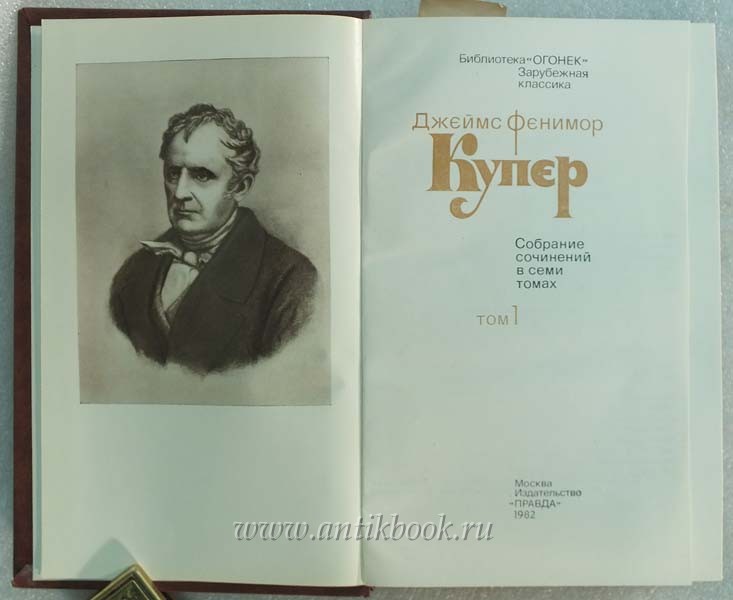 Библиотека «ОГОНЕК»
Зарубежная
классика
Джеймс Фенимор
Купер
Собрание
сочинений
в семи
томах
том 1
Москва
Издательство
«ПРАВДА»
1982
www.antikbook.ru